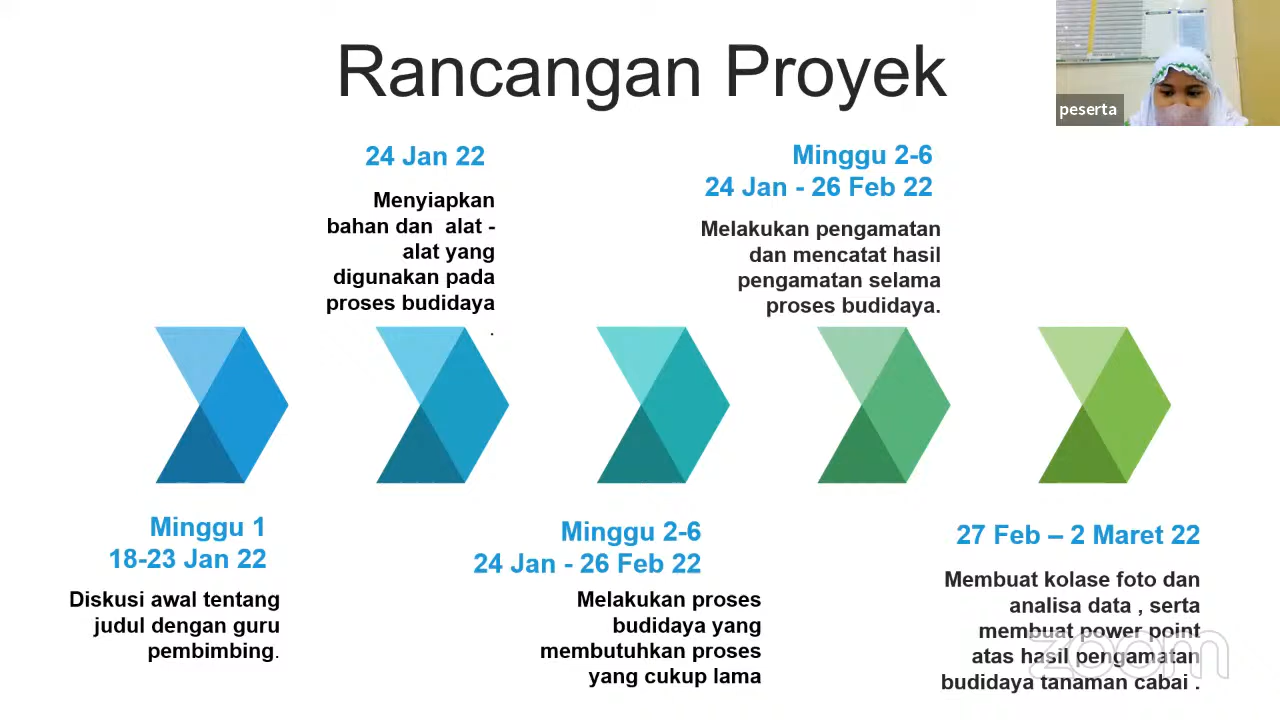 Rancangan Proyek
peserta
24 Jan 22
Menyiapkan
bahan dan alat -
alat yang
digunakan pada
proses budidaya
.
Minggu 2-6
24 Jan - 26 Feb 22
Melakukan pengamatan
dan mencatat hasil
pengamatan selama
proses budidaya.
Minggu 1
18-23 Jan 22
Diskusi awal tentang
judul dengan guru
pembimbing.
Minggu 2-6
24 Jan - 26 Feb 22
Melakukan proses
budidaya yang
membutuhkan proses
yang cukup lama
27 Feb – 2 Maret 22
Membuat kolase foto dan
analisa data , serta
membuat power point
atas hasil pengamatan
budidaya tanaman cabai .
zoom